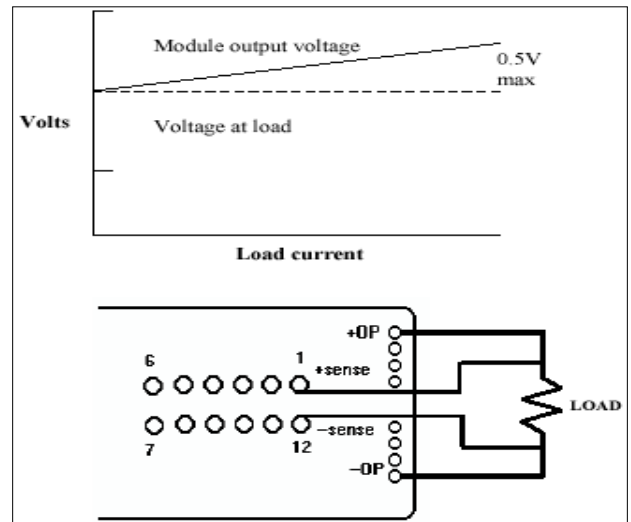 Module output voltage
0.5V
max
Volts
Voltage at load
Load current
+OP
6
1
+sense
LOAD
7
12
−sense
−OP